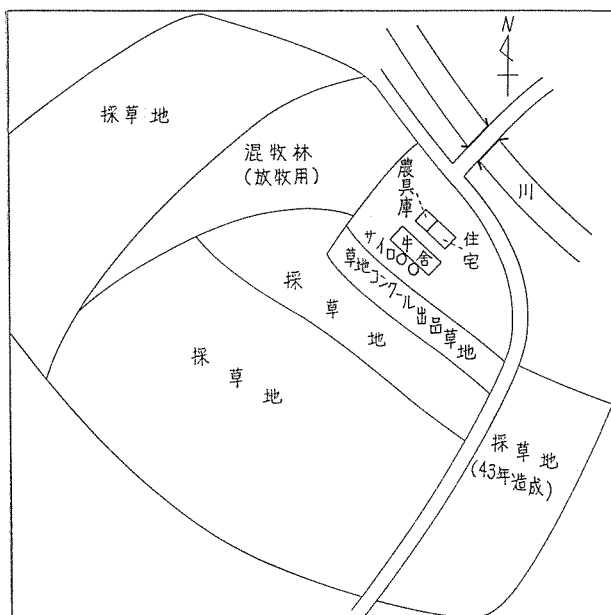 N
採草地
混牧林
(放牧用)
川
農具庫
住宅
牛舎
サイロ
草地コンクール出品草地
採草地
採草地
採草地
(43年造成)